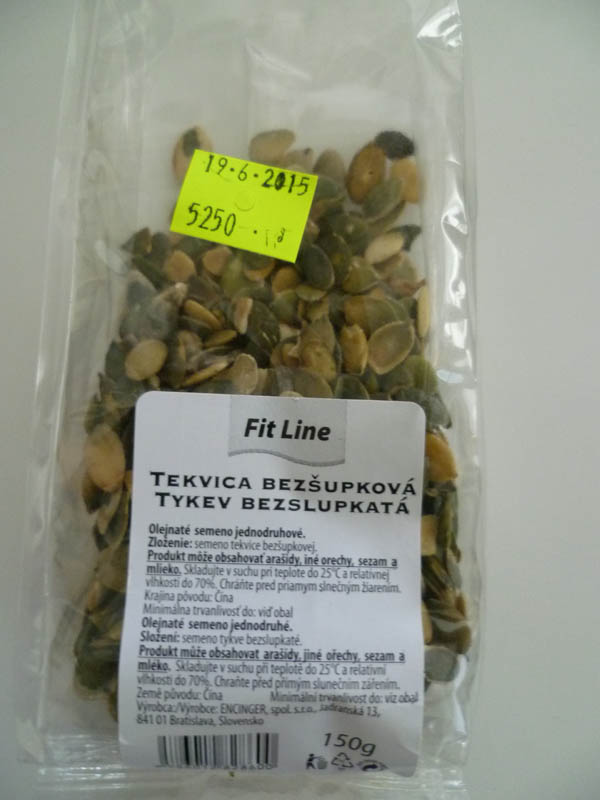 19·6·2015
5250
Fit Line
TEKVICA BEZŠUPKOVÁ
TYKEV BEZSLUPKATÁ
Olejnaté semeno jednodruhové.
Zloženie: semeno tekvice bezšupkovej.
Produkt môže obsahovať arašidy, iné orechy, sezam a
mlieko. Skladujte v suchu pri teplote do 25°C a relatívnej
vlhkosti do 70%. Chráňte pred priamym slnečným žiarením.
Krajina pôvodu: Čína
Minimálna trvanlivosť do: viď obal
Olejnaté semeno jednodruhé.
Složení: semeno tykve bezslupkaté.
Produkt může obsahovat arašídy, jiné ořechy, sezam a
mléko. Skladujte v suchu pri teplotě do 25°C a relativní
vlhkosti do 70%. Chraňte před přímým slunečním zářením.
Země původu: Čína Minimální trvanlivost do: viz obal
Výrobca:/Výrobce: ENCINGER, spol. s.r.o., Jadranská 13,
841 01 Bratislava, Slovensko
150g